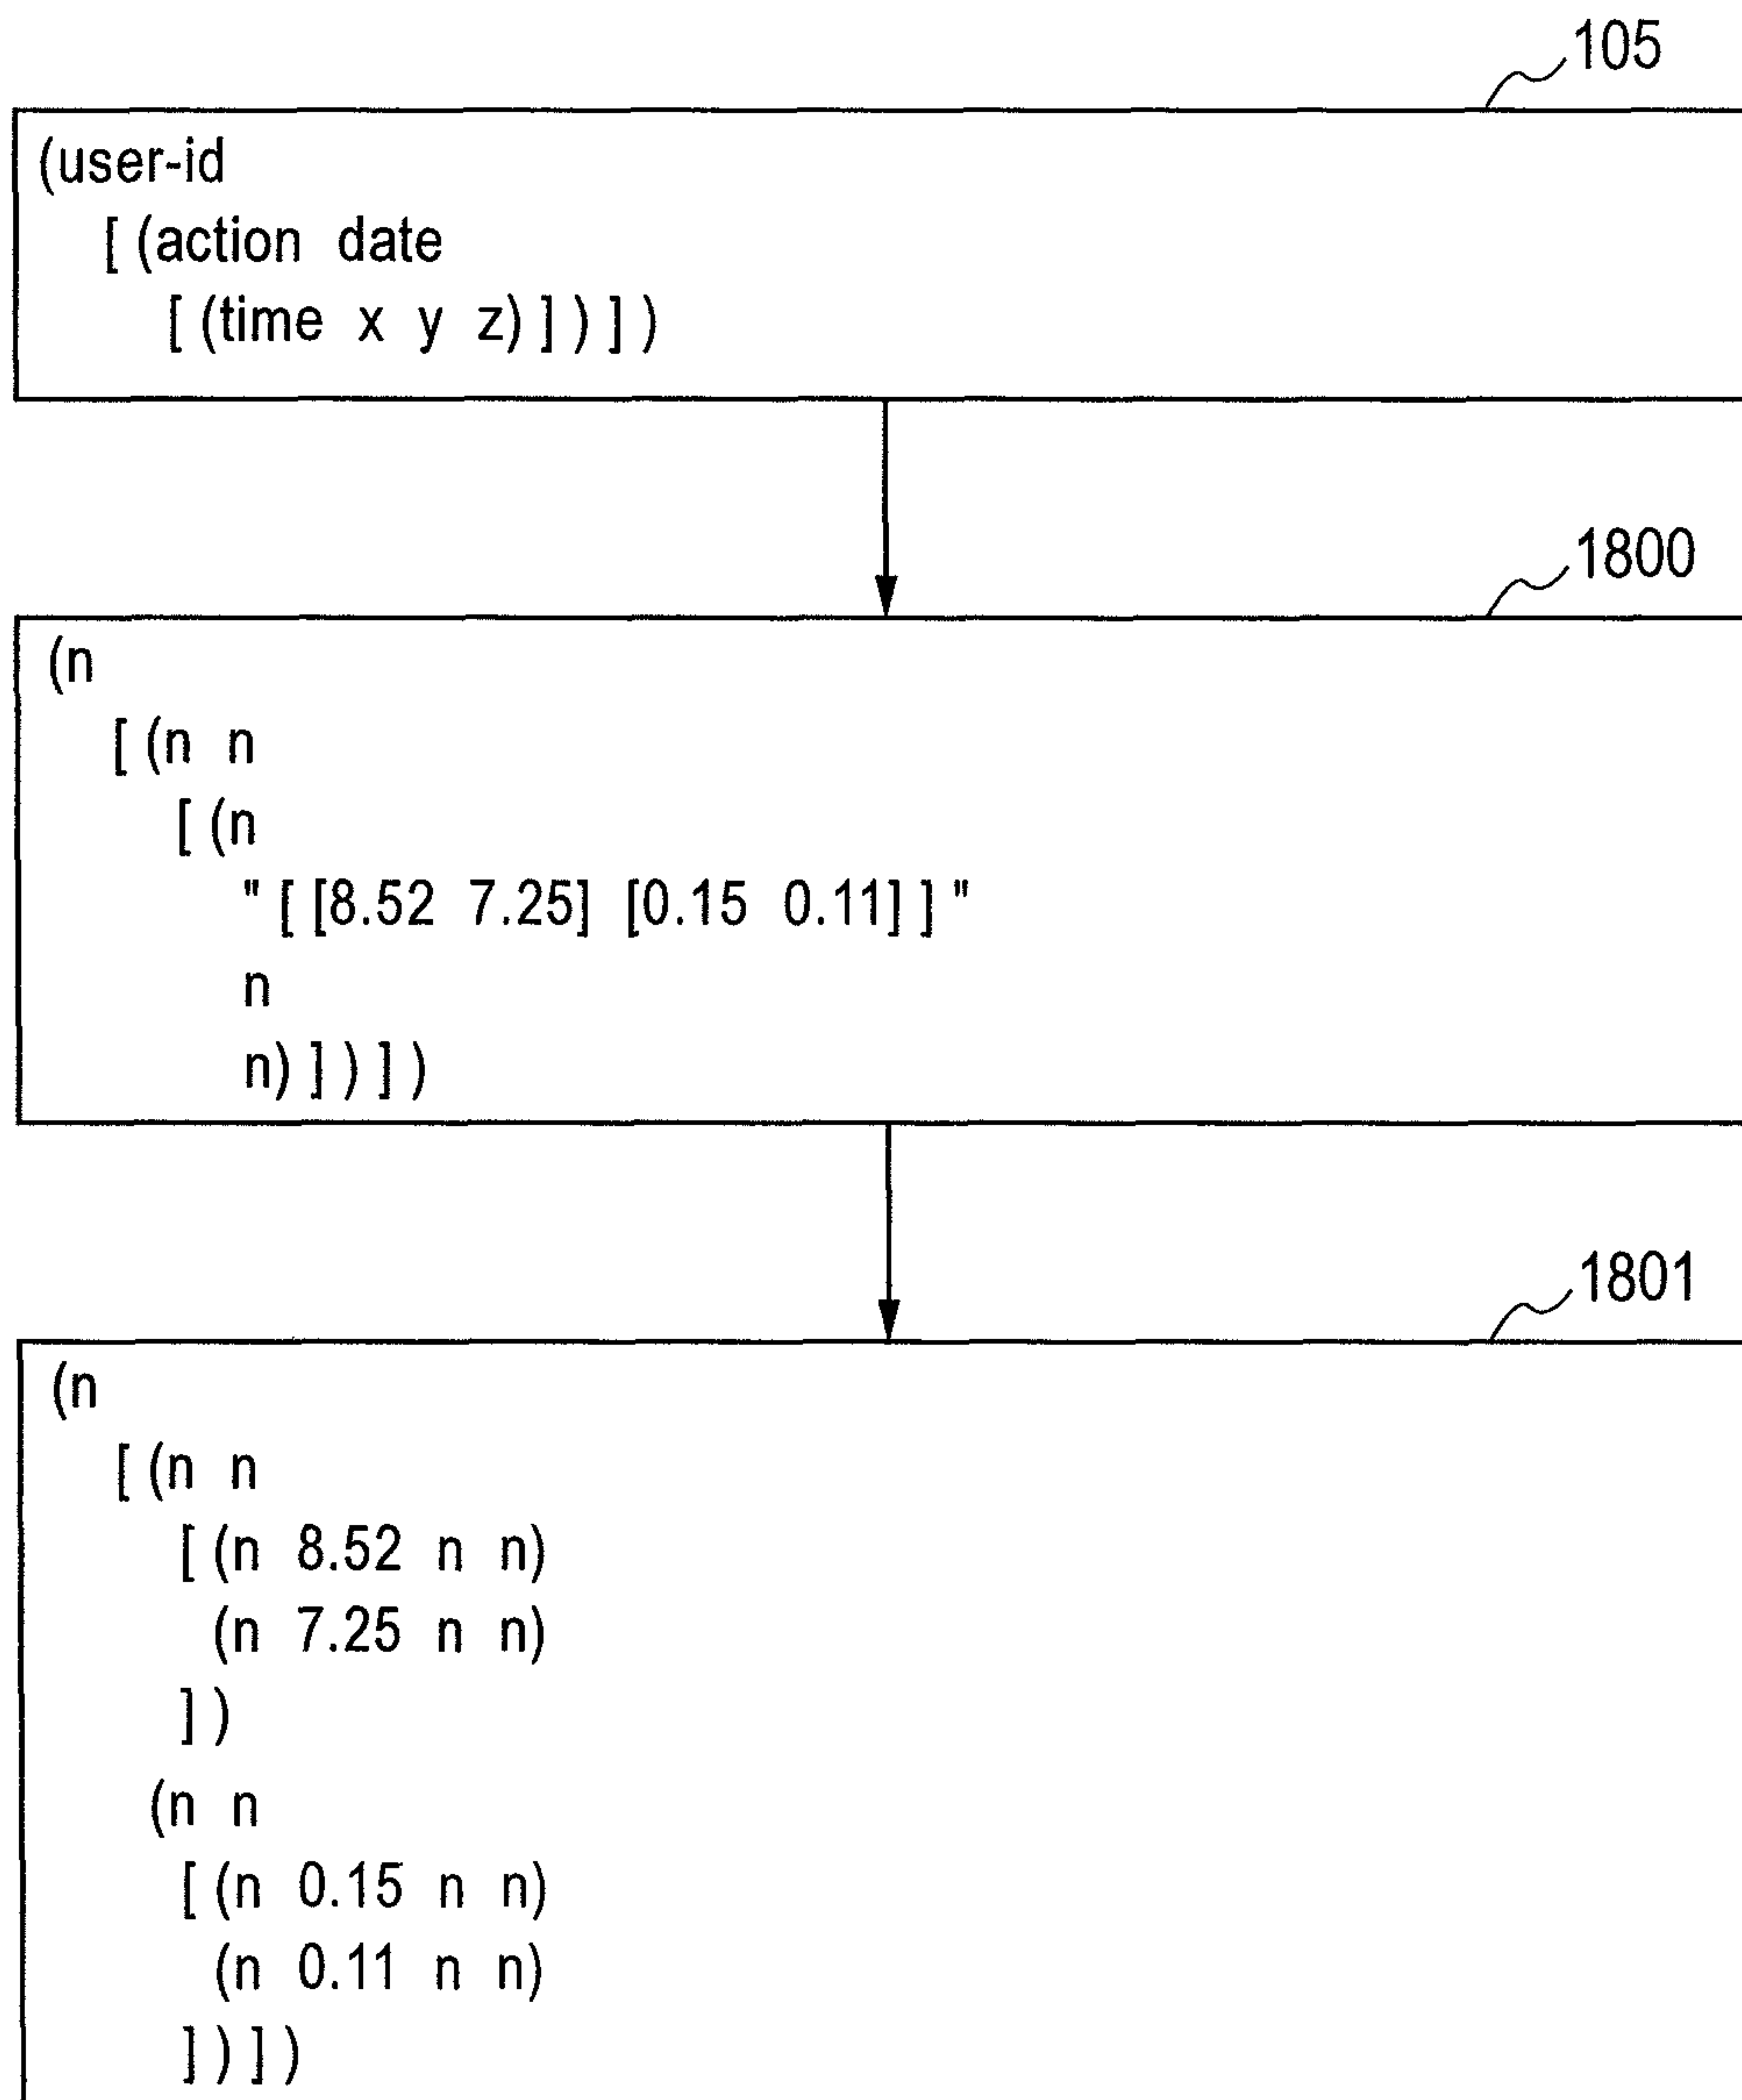 105
(user-id
[ (action date
[ (time x y z) ] ) ] )
1800
(n
[ (n n
[ (n
" [ [8.52 7.25] [0.15 0.11] ] "
n
n) ] ) ] )
1801
(n
[ (n n
[ (n 8.52 n n)
(n 7.25 n n)
] )
(n n
[ (n 0.15 n n)
(n 0.11 n n)
] ) ] )